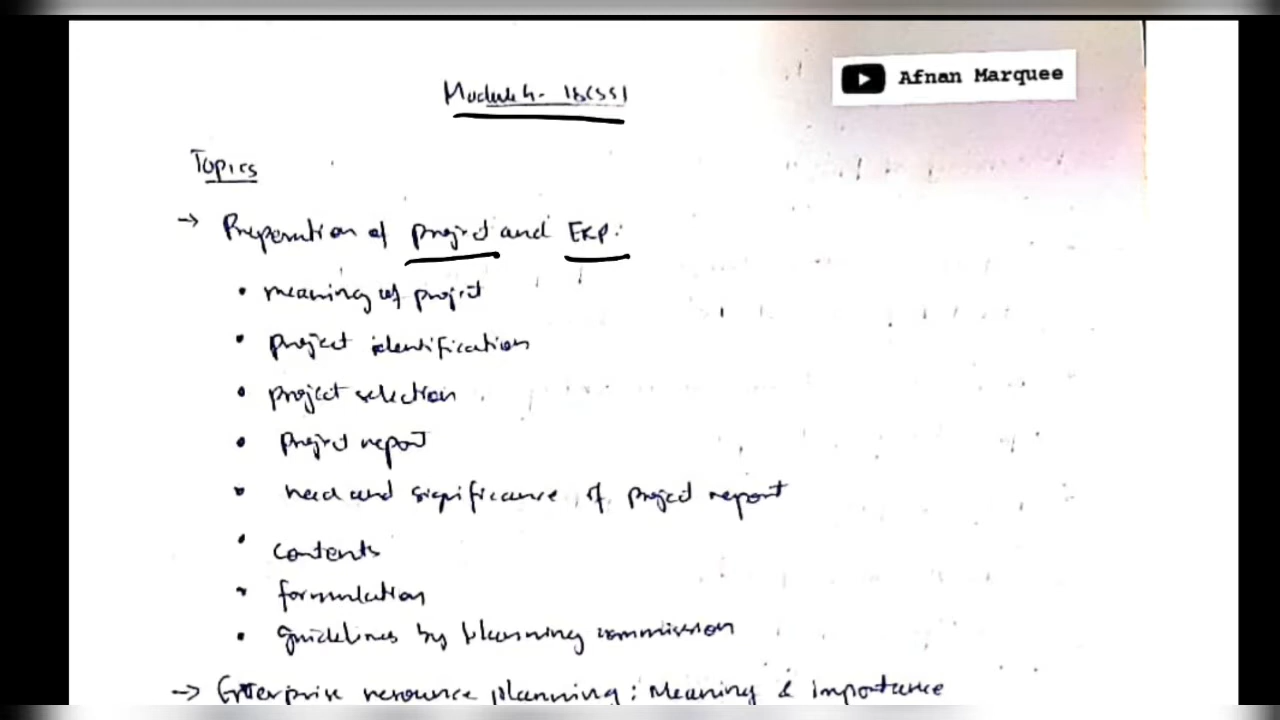 Afnan Marquee
Module 4- 18CS51
Topics
→ Preperation of project and ERP:
• meaning of project
• project identification
• project selection
• project report
• need and significance of project report
• contents
• formulation
• guidelines by planning commission
→ Enterprise resource planning: Meaning & importance